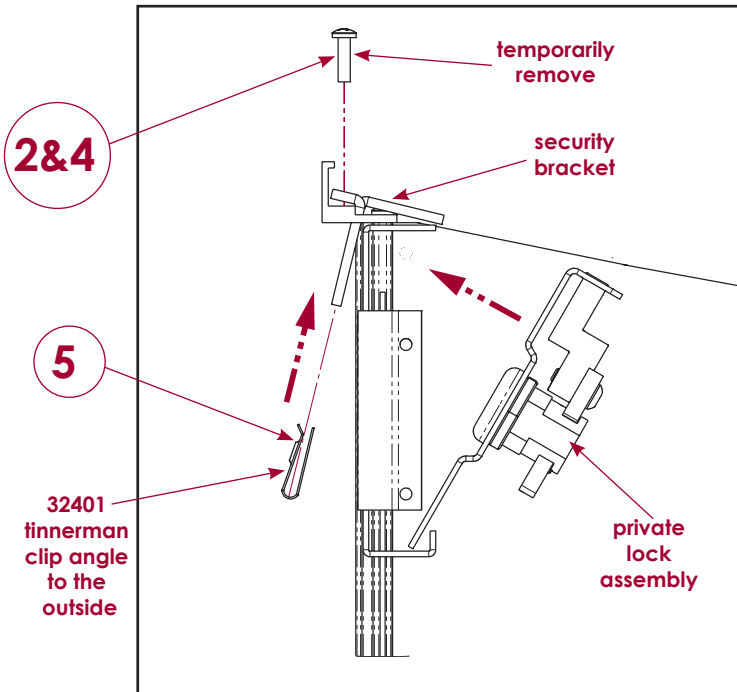 temporarily
remove
2&4
security
bracket
5
32401
tinnerman
clip angle
to the
outside
private
lock
assembly